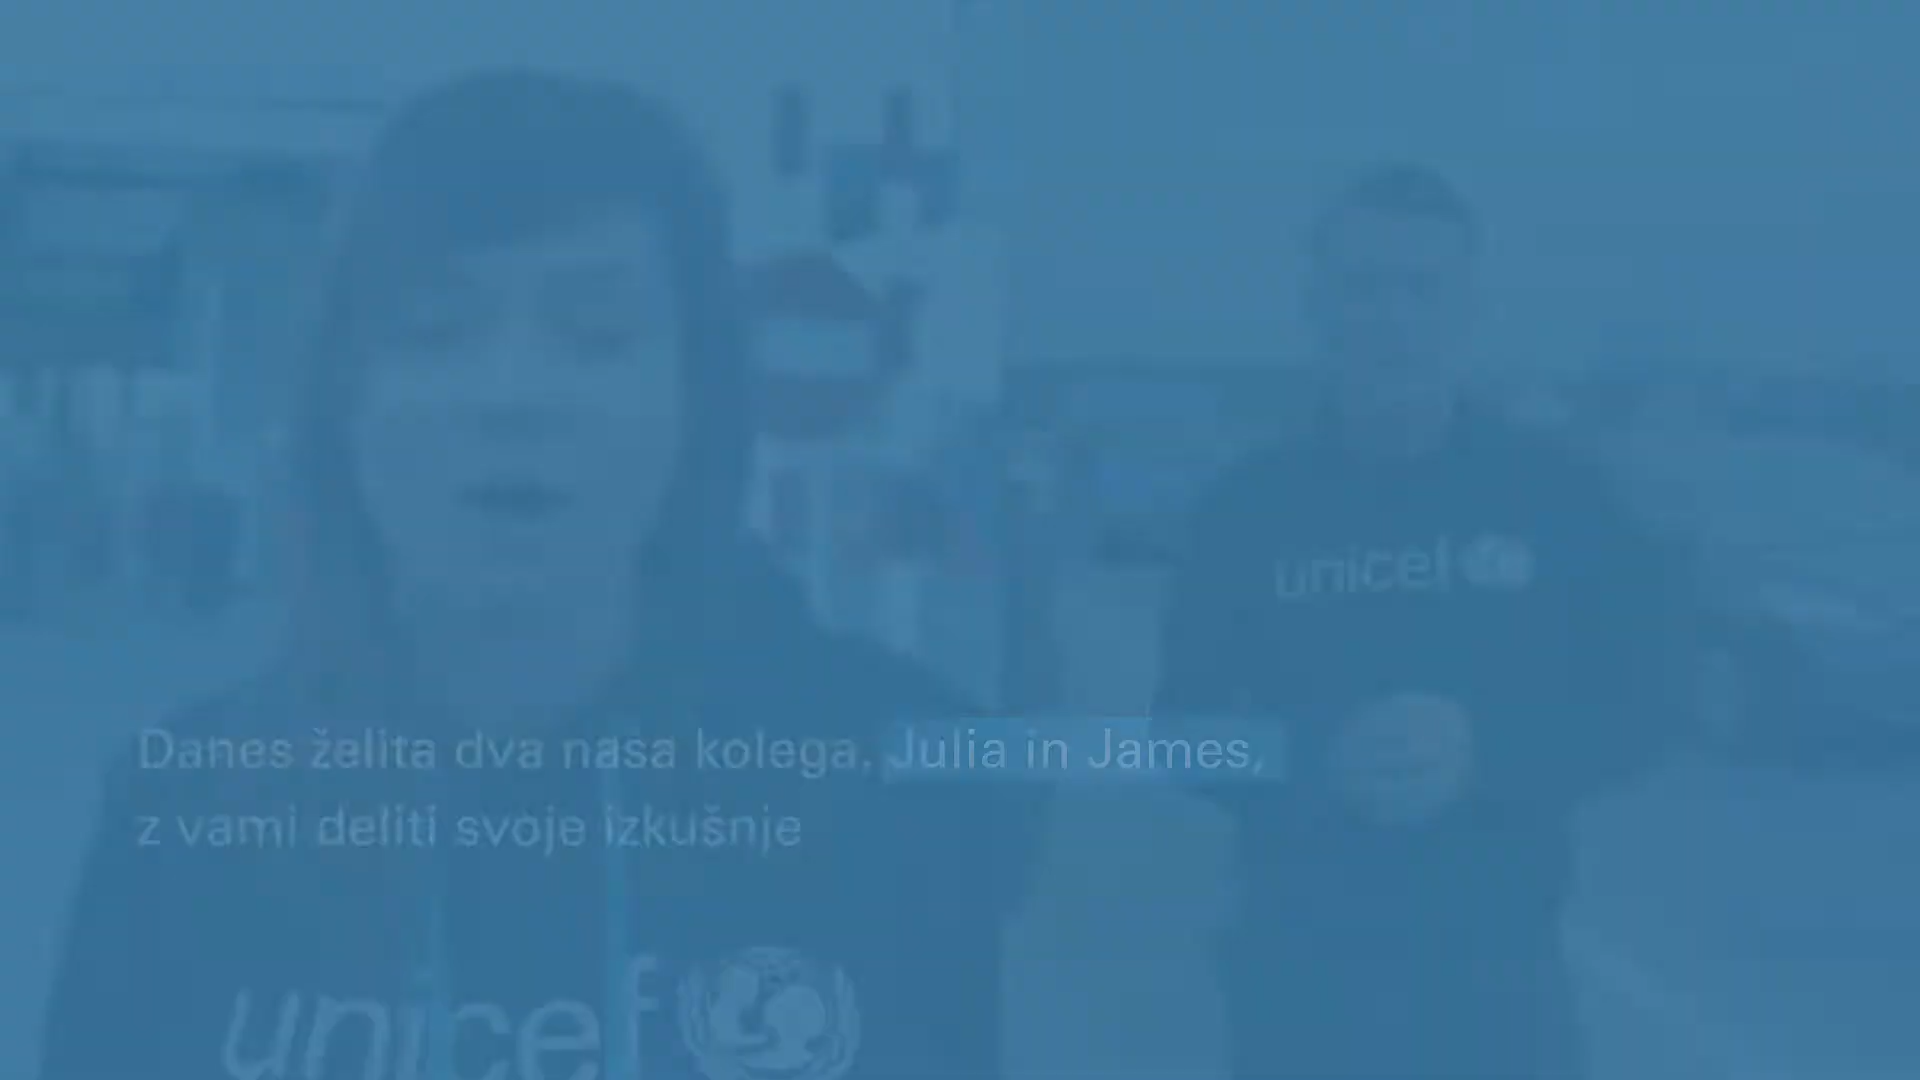 unicef
Danes želita dva naša kolega, Julia in James,
z vami deliti svoje izkušnje
unicef